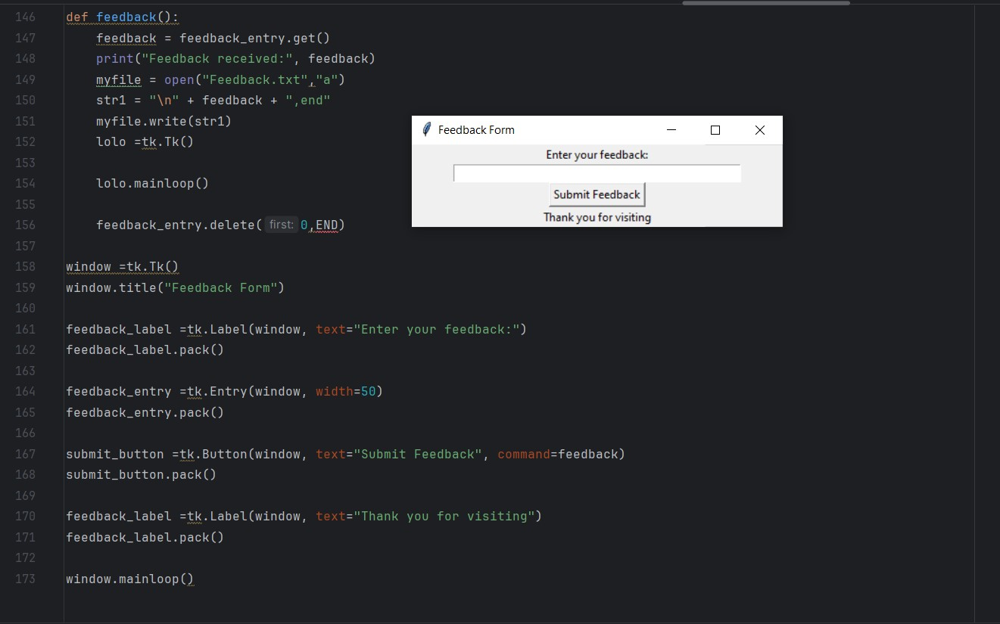 146 def feedback():
147     feedback = feedback_entry.get()
148     print("Feedback received:", feedback)
149     myfile = open("Feedback.txt","a")
150     str1 = "\n" + feedback + ",end"
151     myfile.write(str1)
152     lolo =tk.Tk()
153
154     lolo.mainloop()
155
156     feedback_entry.delete( first: 0,END)
157
158 window =tk.Tk()
159 window.title("Feedback Form")
160
161 feedback_label =tk.Label(window, text="Enter your feedback:")
162 feedback_label.pack()
163
164 feedback_entry =tk.Entry(window, width=50)
165 feedback_entry.pack()
166
167 submit_button =tk.Button(window, text="Submit Feedback", command=feedback)
168 submit_button.pack()
169
170 feedback_label =tk.Label(window, text="Thank you for visiting")
171 feedback_label.pack()
172
173 window.mainloop()
Feedback Form
Enter your feedback:
Submit Feedback
Thank you for visiting